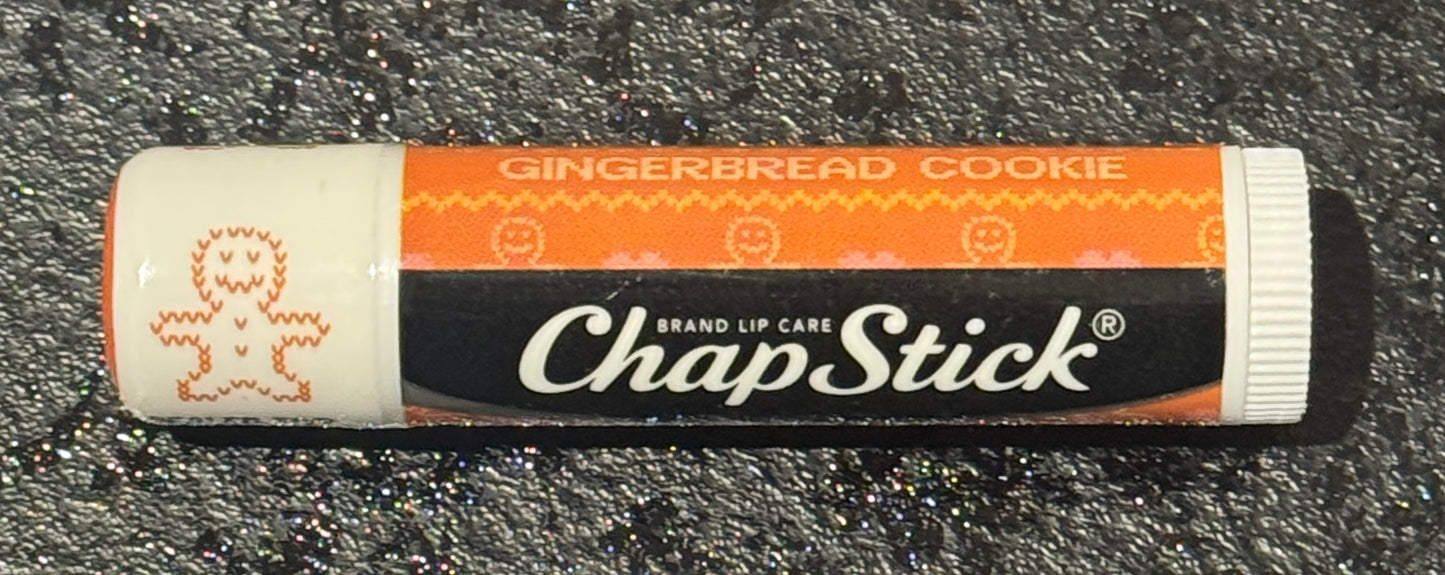 GINGERBREAD COOKIE
BRAND LIP CARE
ChapStick®